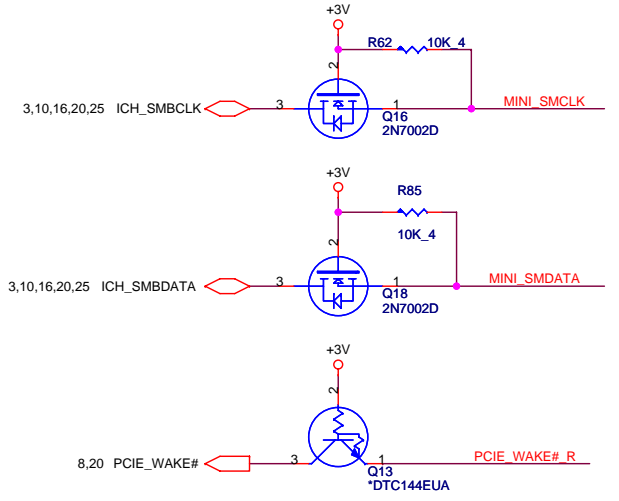 +3V
R62 10K_4
2
3,10,16,20,25 ICH_SMBCLK 3 1 MINI_SMCLK
Q16
2N7002D
+3V
R85
10K_4
2
3,10,16,20,25 ICH_SMBDATA 3 1 MINI_SMDATA
Q18
2N7002D
+3V
2
8,20 PCIE_WAKE# 3 1 PCIE_WAKE#_R
Q13
*DTC144EUA